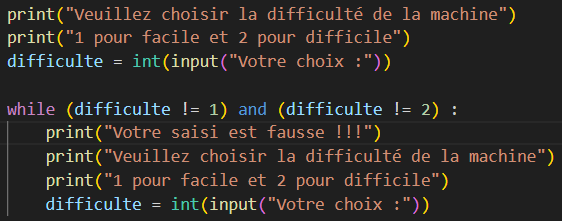 print("Veuillez choisir la difficulté de la machine")
print("1 pour facile et 2 pour difficile")
difficulte = int(input("Votre choix :"))
while (difficulte != 1) and (difficulte != 2) :
print("Votre saisi est fausse !!!")
print("Veuillez choisir la difficulté de la machine")
print("1 pour facile et 2 pour difficile")
difficulte = int(input("Votre choix :"))